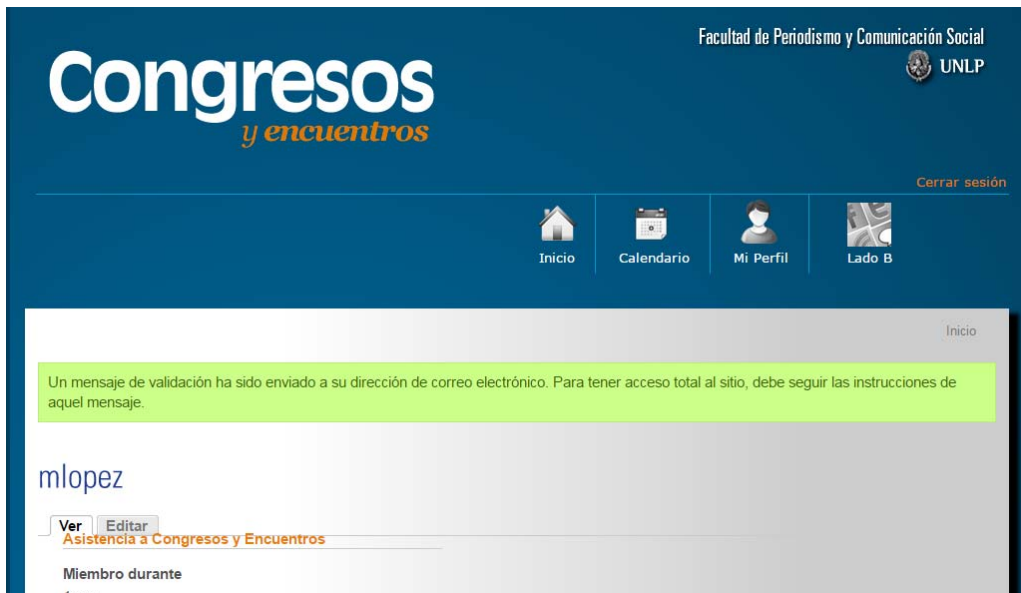 Facultad de Periodismo y Comunicación Social
UNLP
Congresos
y encuentros
Cerrar sesión
Inicio
Calendario
Mi Perfil
Lado B
Inicio
Un mensaje de validación ha sido enviado a su dirección de correo electrónico. Para tener acceso total al sitio, debe seguir las instrucciones de
aquel mensaje.
mlopez
Ver
Editar
Asistencia a Congresos y Encuentros
Miembro durante